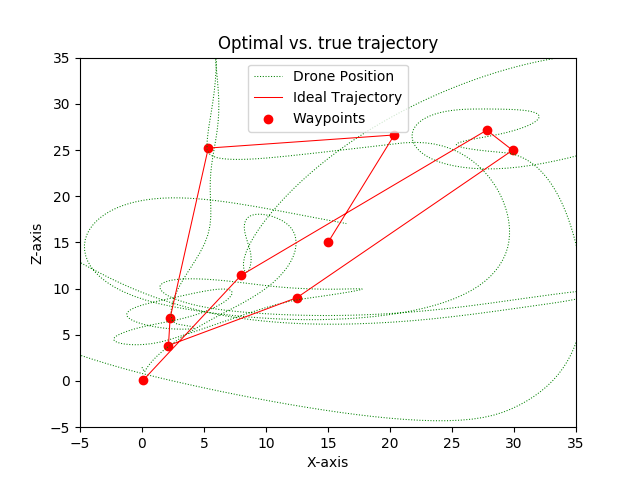 Optimal vs. true trajectory
Drone Position
Ideal Trajectory
Waypoints
35
30
25
20
15
10
5
0
−5
Z-axis
−5 0 5 10 15 20 25 30 35
X-axis